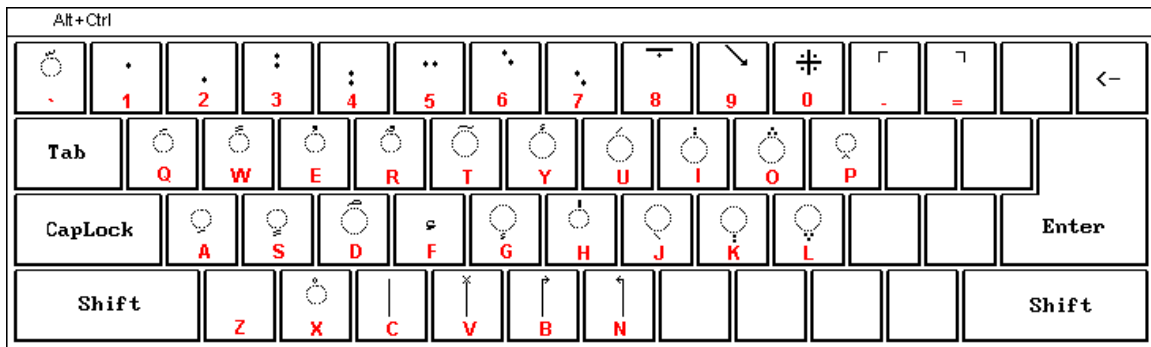 Alt+Ctrl
` 1 2 3 4 5 6 7 8 9 0 - = <-
Tab Q W E R T Y U I O P
CapLock A S D F G H J K L Enter
Shift Z X C V B N Shift